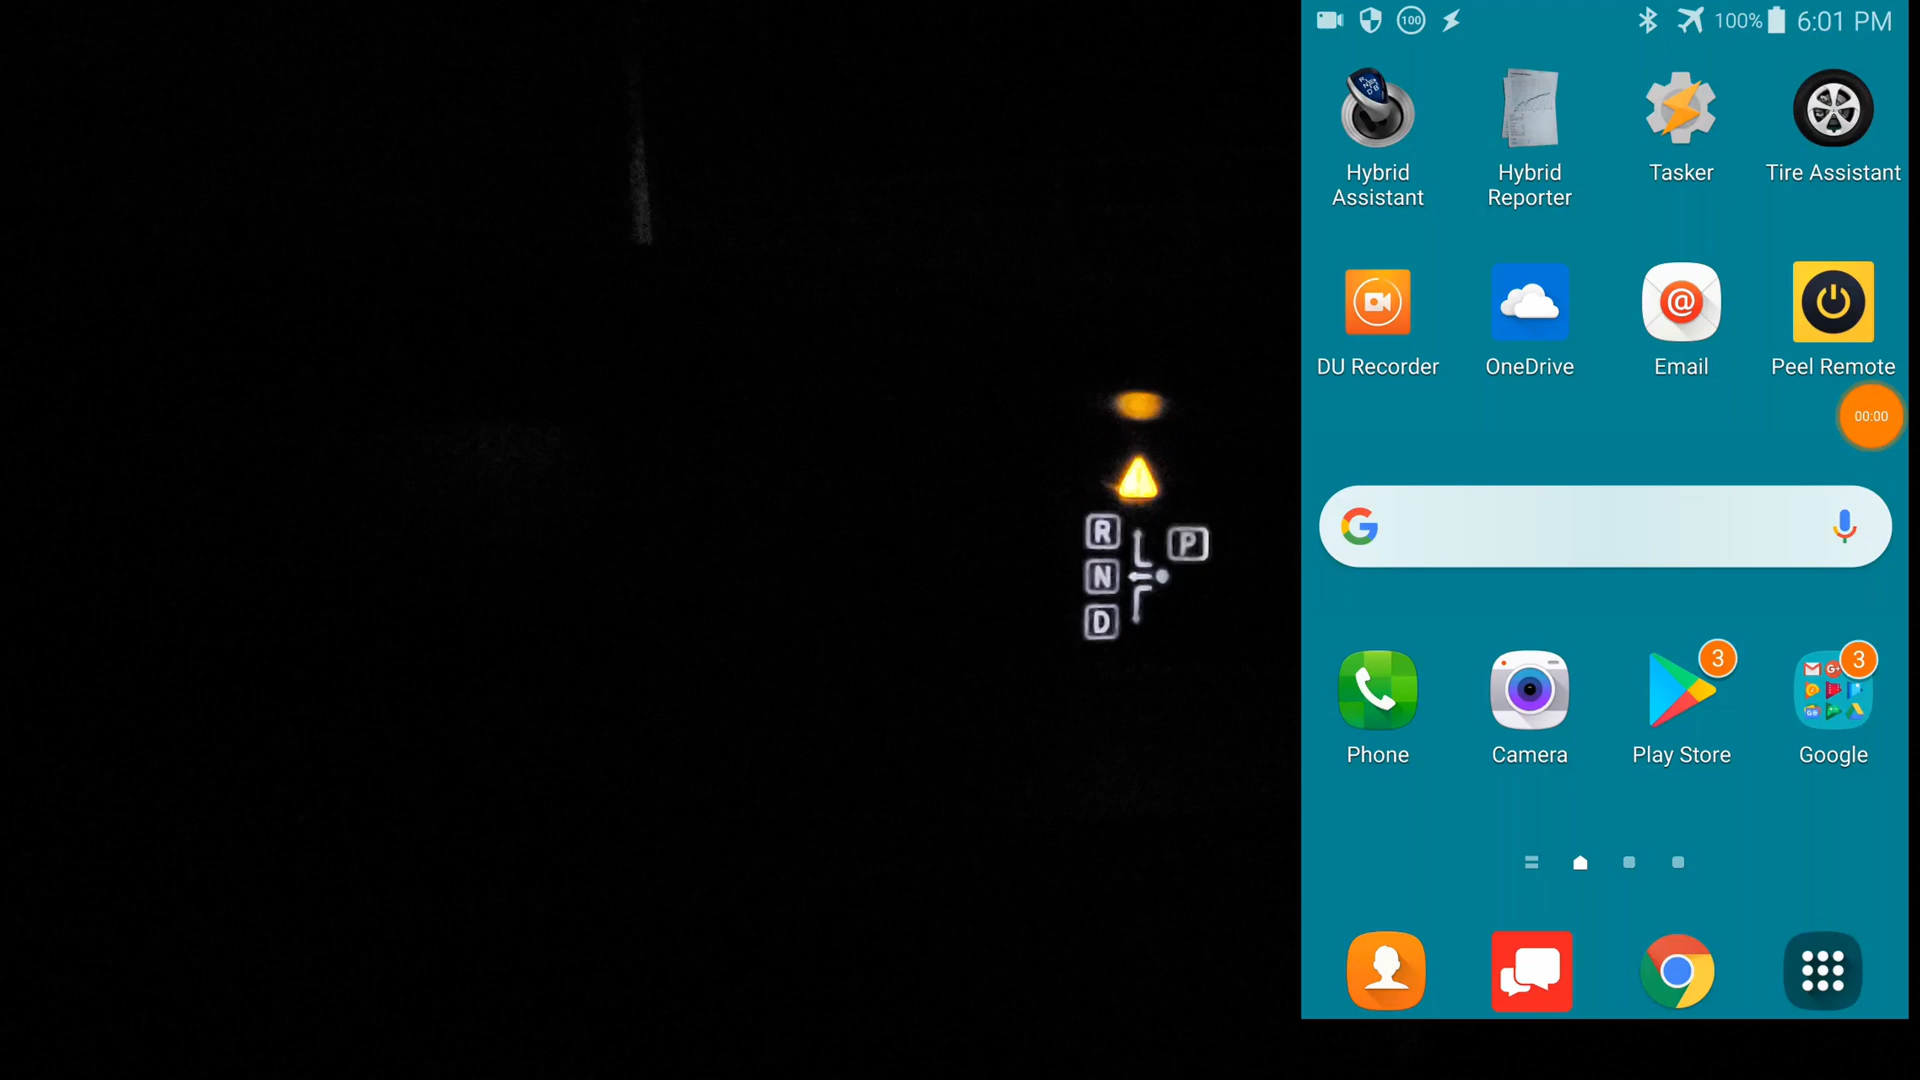 R
P
N
D
100
100% 6:01 PM
Hybrid Assistant
Hybrid Reporter
Tasker
Tire Assistant
DU Recorder
OneDrive
Email
Peel Remote
00:00
3
3
Phone
Camera
Play Store
Google